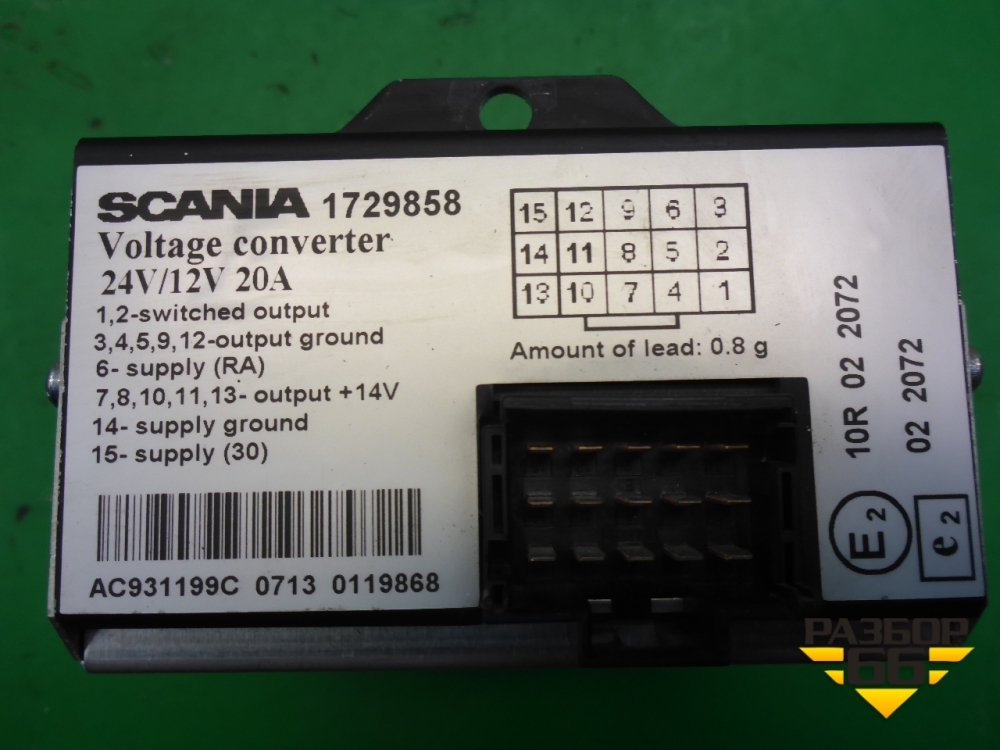 SCANIA 1729858
Voltage converter
24V/12V 20A
1,2-switched output
3,4,5,9,12-output ground
6- supply (RA)
7,8,10,11,13- output +14V
14- supply ground
15- supply (30)
AC931199C 0713 0119868
15 12 9 6 3
14 11 8 5 2
13 10 7 4 1
Amount of lead: 0.8 g
10R 02 2072
02 2072
E2
e2
РАЗБОР
66